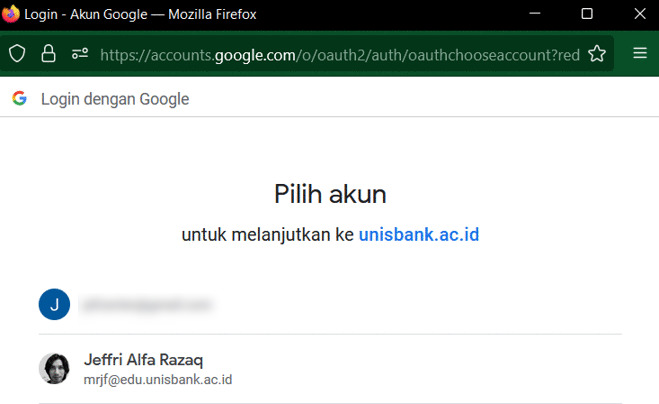 Login - Akun Google — Mozilla Firefox
https://accounts.google.com/o/oauth2/auth/oauthchooseaccount?red
Login dengan Google
Pilih akun
untuk melanjutkan ke unisbank.ac.id
J
Jeffri Alfa Razaq
mrjf@edu.unisbank.ac.id